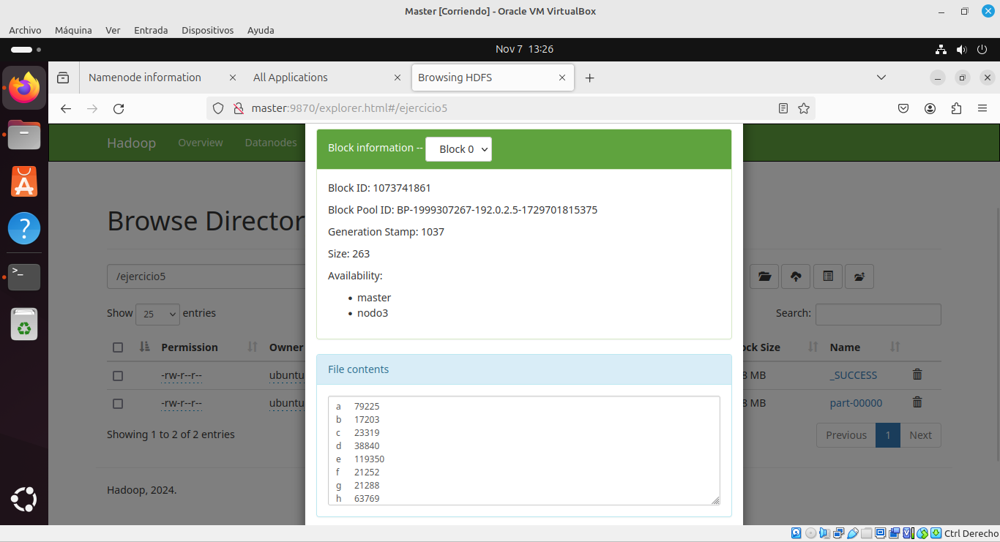 Master [Corriendo] - Oracle VM VirtualBox
Archivo Máquina Ver Entrada Dispositivos Ayuda
Nov 7 13:26
Namenode information
All Applications
Browsing HDFS
master:9870/explorer.html#/ejercicio5
Hadoop Overview Datanodes
Block information -- Block 0
Block ID: 1073741861
Block Pool ID: BP-1999307267-192.0.2.5-1729701815375
Generation Stamp: 1037
Size: 263
Availability:
master
nodo3
File contents
a 79225
b 17203
c 23319
d 38840
e 119350
f 21252
g 21288
h 63769
Browse Director
/ejercicio5
Show 25 entries
Search:
Permission Owner ock Size Name
-rw-r--r-- ubuntu 8 MB _SUCCESS
-rw-r--r-- ubuntu 8 MB part-00000
Showing 1 to 2 of 2 entries
Previous 1 Next
Hadoop, 2024.
Ctrl Derecho